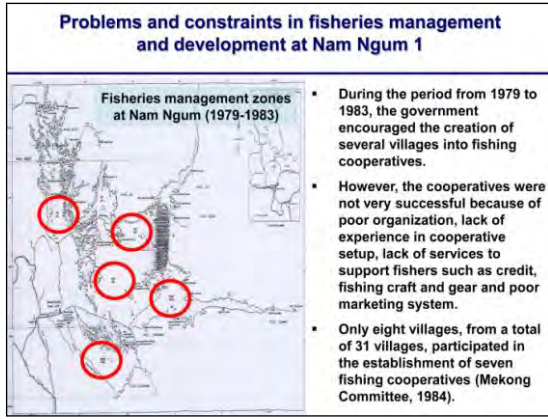 Problems and constraints in fisheries management
and development at Nam Ngum 1
Fisheries management zones
at Nam Ngum (1979-1983)
▪ During the period from 1979 to
1983, the government
encouraged the creation of
several villages into fishing
cooperatives.
▪ However, the cooperatives were
not very successful because of
poor organization, lack of
experience in cooperative
setup, lack of services to
support fishers such as credit,
fishing craft and gear and poor
marketing system.
▪ Only eight villages, from a total
of 31 villages, participated in
the establishment of seven
fishing cooperatives (Mekong
Committee, 1984).